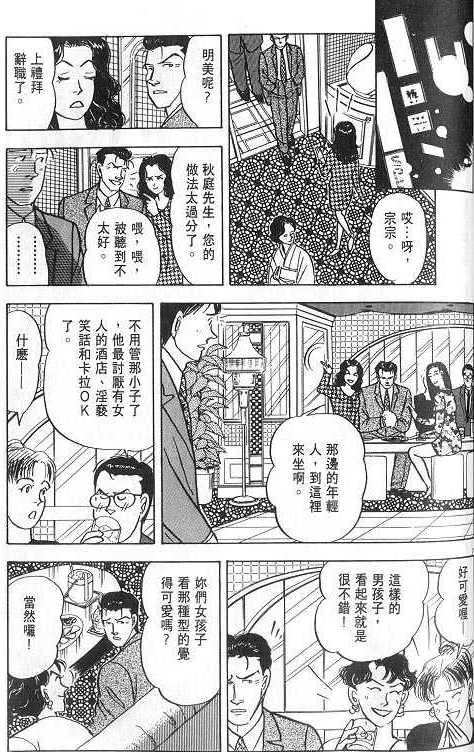 哎…呀，
宗宗。
明美呢？
上禮拜
辭職了。
秋庭先生，您的
做法太過分了。
喂，喂，
被聽到不
太好。
…………
…………
那邊的年輕
人，到這裡
來坐啊。
不用管那小子了
，他最討厭有女
人的酒店、淫褻
笑話和卡拉OK
了。
什麼——
好可愛喔
這樣的
男孩子，
看起來就是
很不錯！
妳們女孩子
看那種型的覺
得可愛嗎？
當然囉！